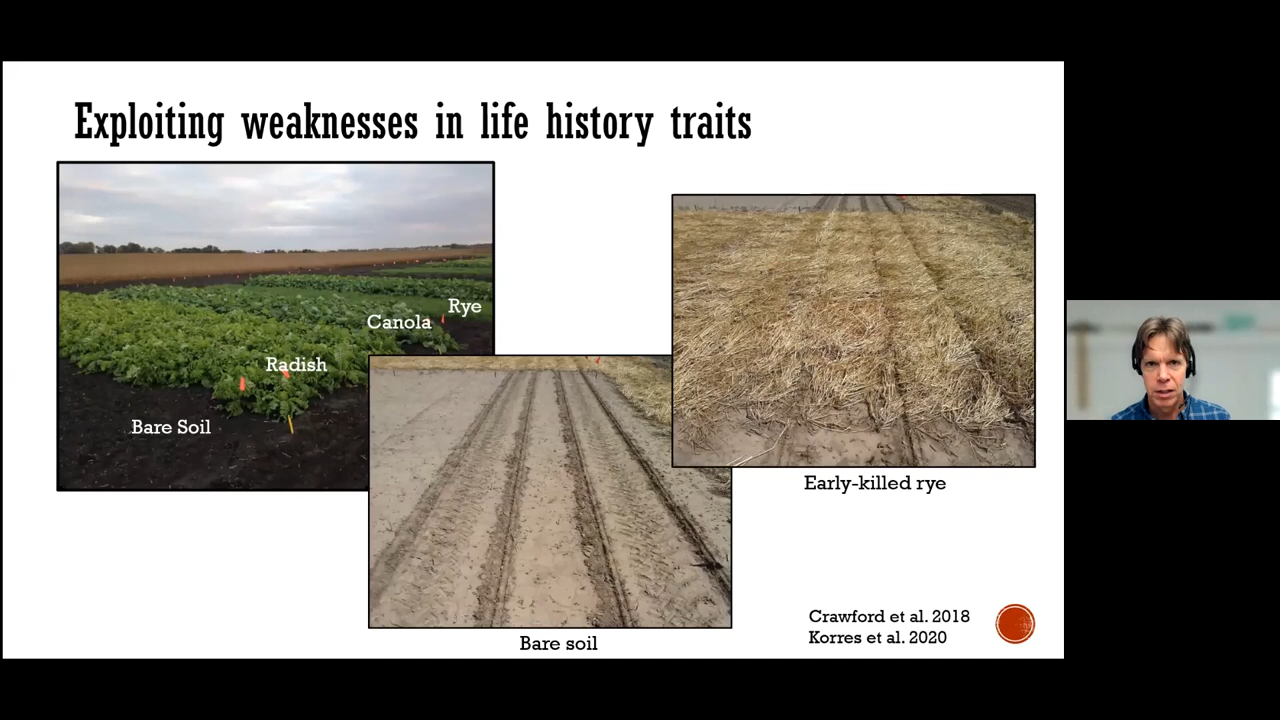 Exploiting weaknesses in life history traits
Rye
Canola
Radish
Bare Soil
Early-killed rye
Bare soil
Crawford et al. 2018
Korres et al. 2020